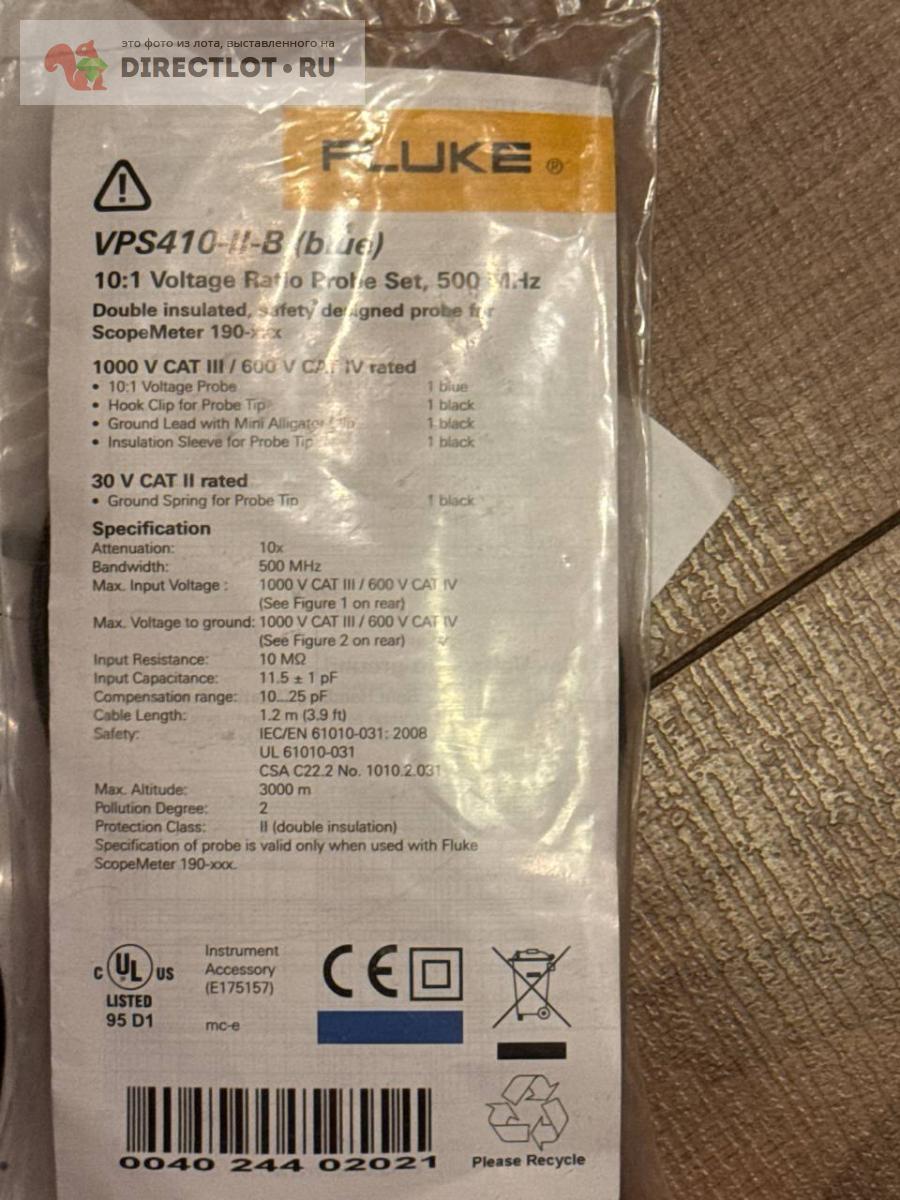 это фото из лота, выставленного на
DIRECTLOT.RU
FLUKE ®
VPS410-II-B (blue)
10:1 Voltage Ratio Probe Set, 500 MHz
Double insulated, safety designed probe for
ScopeMeter 190-xxx
1000 V CAT III / 600 V CAT IV rated
• 10:1 Voltage Probe 1 blue
• Hook Clip for Probe Tip 1 black
• Ground Lead with Mini Alligator Clip 1 black
• Insulation Sleeve for Probe Tip 1 black
30 V CAT II rated
• Ground Spring for Probe Tip 1 black
Specification
Attenuation: 10x
Bandwidth: 500 MHz
Max. Input Voltage : 1000 V CAT III / 600 V CAT IV
(See Figure 1 on rear)
Max. Voltage to ground: 1000 V CAT III / 600 V CAT IV
(See Figure 2 on rear)
Input Resistance: 10 MΩ
Input Capacitance: 11.5 ± 1 pF
Compensation range: 10...25 pF
Cable Length: 1.2 m (3.9 ft)
Safety: IEC/EN 61010-031: 2008
UL 61010-031
CSA C22.2 No. 1010.2.031
Max. Altitude: 3000 m
Pollution Degree: 2
Protection Class: II (double insulation)
Specification of probe is valid only when used with Fluke
ScopeMeter 190-xxx.
C UL US
LISTED
95 D1
Instrument
Accessory
(E175157)
mc-e
CE
0040 244 02021
Please Recycle